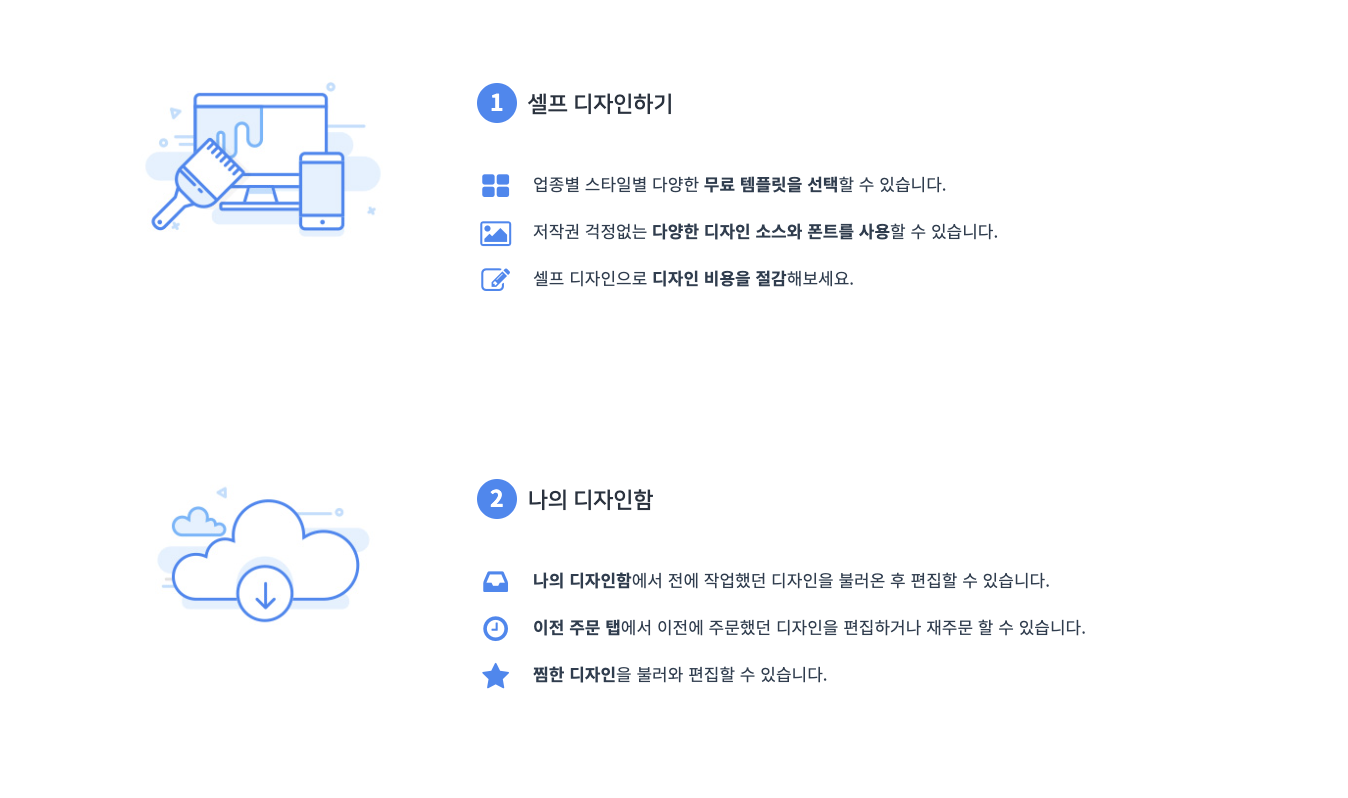 1 셀프 디자인하기
업종별 스타일별 다양한 무료 템플릿을 선택할 수 있습니다.
저작권 걱정없는 다양한 디자인 소스와 폰트를 사용할 수 있습니다.
셀프 디자인으로 디자인 비용을 절감해보세요.
2 나의 디자인함
나의 디자인함에서 전에 작업했던 디자인을 불러온 후 편집할 수 있습니다.
이전 주문 탭에서 이전에 주문했던 디자인을 편집하거나 재주문 할 수 있습니다.
찜한 디자인을 불러와 편집할 수 있습니다.